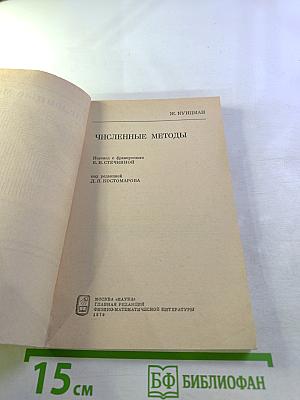 Ж. КУНЦМАН
ЧИСЛЕННЫЕ МЕТОДЫ
Перевод с французского
Е. В. СТЕЧКИНОЙ
под редакцией
Д. П. КОСТОМАРОВА
МОСКВА «НАУКА»
ГЛАВНАЯ РЕДАКЦИЯ
ФИЗИКО-МАТЕМАТИЧЕСКОЙ ЛИТЕРАТУРЫ
1979
15 см
БФ БИБЛИОФАН